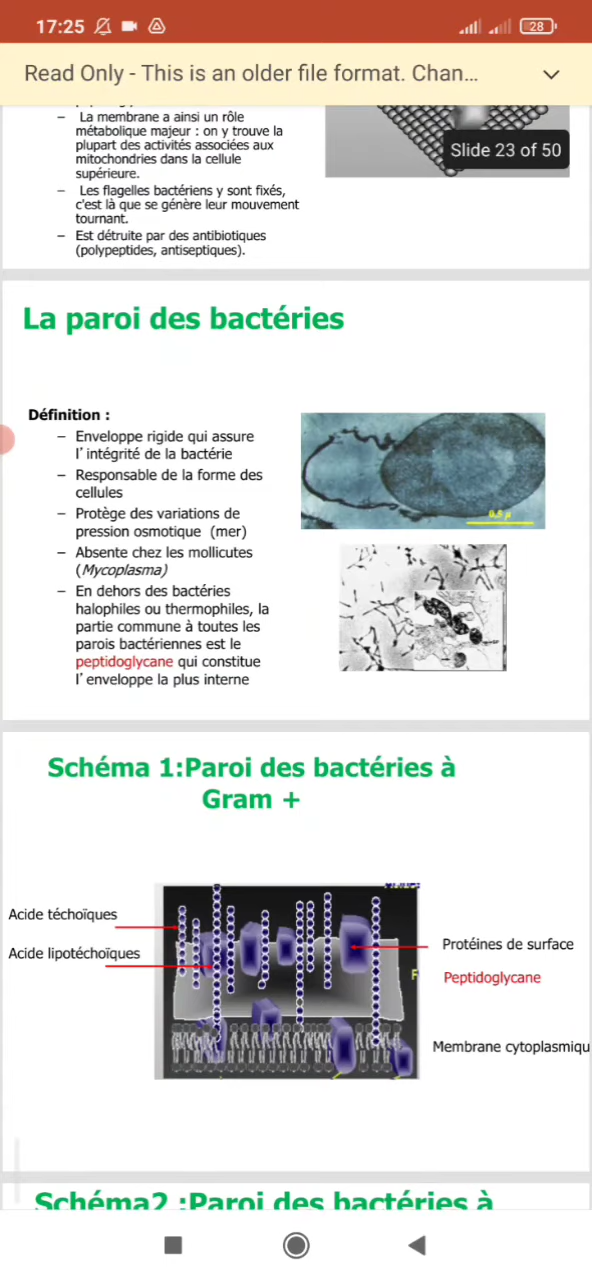 17:25
28
Read Only - This is an older file format. Chan...
– La membrane a ainsi un rôle
métabolique majeur : on y trouve la
plupart des activités associées aux
mitochondries dans la cellule
supérieure.
Slide 23 of 50
– Les flagelles bactériens y sont fixés,
c'est là que se génère leur mouvement
tournant.
– Est détruite par des antibiotiques
(polypeptides, antiseptiques).
La paroi des bactéries
Définition :
– Enveloppe rigide qui assure
l' intégrité de la bactérie
– Responsable de la forme des
cellules
– Protège des variations de
pression osmotique (mer)
– Absente chez les mollicutes
(Mycoplasma)
– En dehors des bactéries
halophiles ou thermophiles, la
partie commune à toutes les
parois bactériennes est le
peptidoglycane qui constitue
l' enveloppe la plus interne
0,5 µ
Schéma 1:Paroi des bactéries à
Gram +
Acide téchoïques
Acide lipotéchoïques
Protéines de surface
Peptidoglycane
Membrane cytoplasmiqu
Schéma2 :Paroi des bactéries à